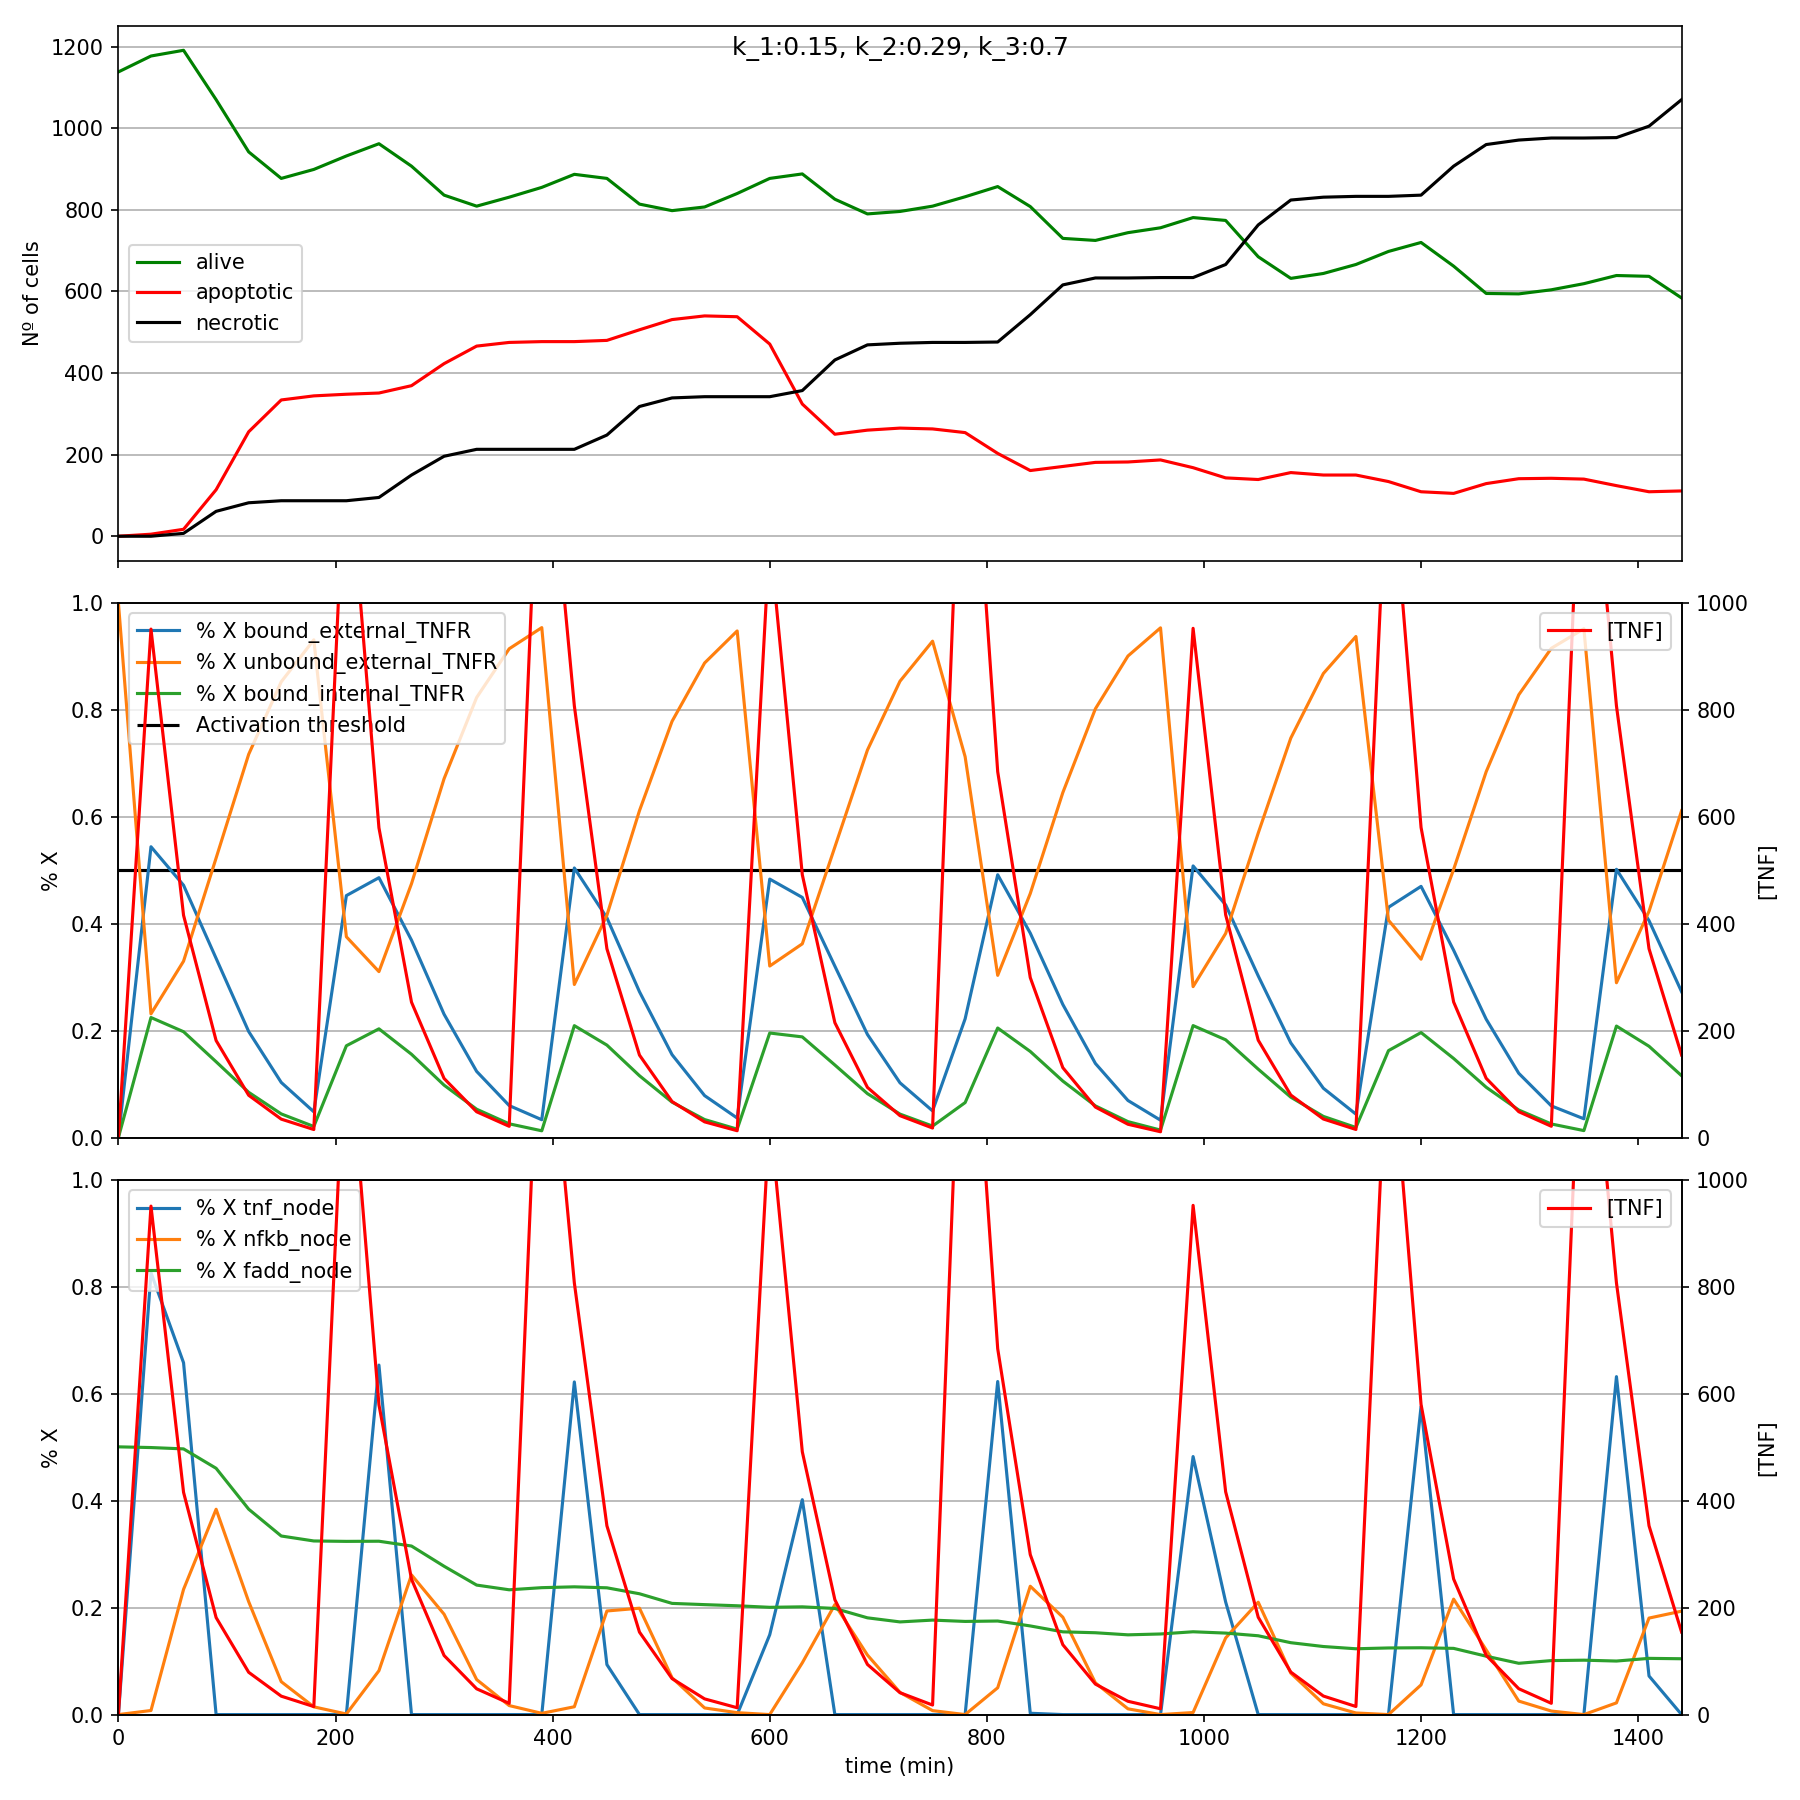 k_1:0.15, k_2:0.29, k_3:0.7
1200
1000
800
600
400
200
0
Nº of cells
alive
apoptotic
necrotic
1.0
0.8
0.6
0.4
0.2
0.0
% X
% X bound_external_TNFR
% X unbound_external_TNFR
% X bound_internal_TNFR
Activation threshold
[TNF]
1000
800
600
400
200
0
[TNF]
1.0
0.8
0.6
0.4
0.2
0.0
% X
% X tnf_node
% X nfkb_node
% X fadd_node
[TNF]
1000
800
600
400
200
0
[TNF]
0 200 400 600 800 1000 1200 1400
time (min)